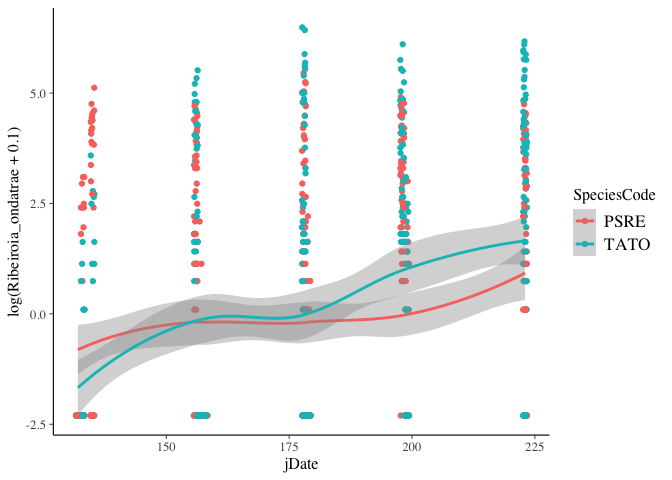 log(Ribeiroia_ondatrae + 0.1)
5.0
2.5
0.0
-2.5
150
175
200
225
jDate
SpeciesCode
PSRE
TATO